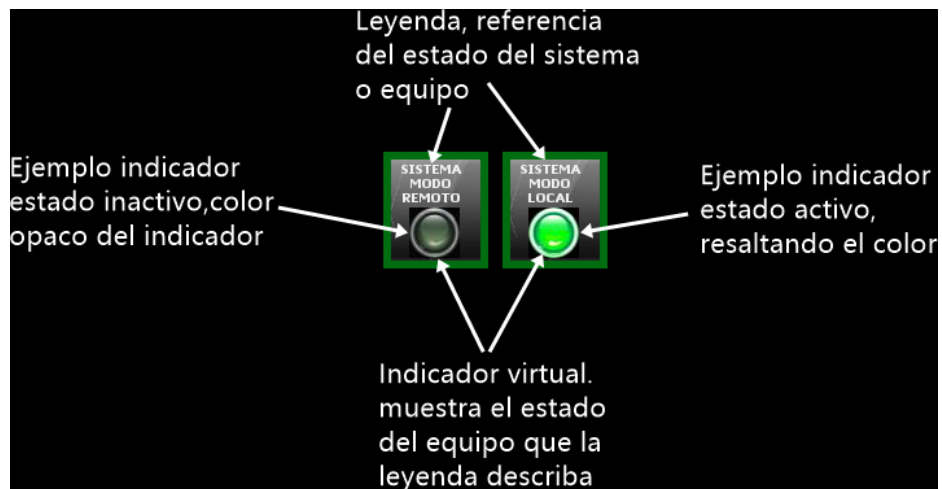 Leyenda, referencia
del estado del sistema
o equipo
Ejemplo indicador
estado inactivo,color
opaco del indicador
SISTEMA
MODO
REMOTO
SISTEMA
MODO
LOCAL
Ejemplo indicador
estado activo,
resaltando el color
Indicador virtual.
muestra el estado
del equipo que la
leyenda describa